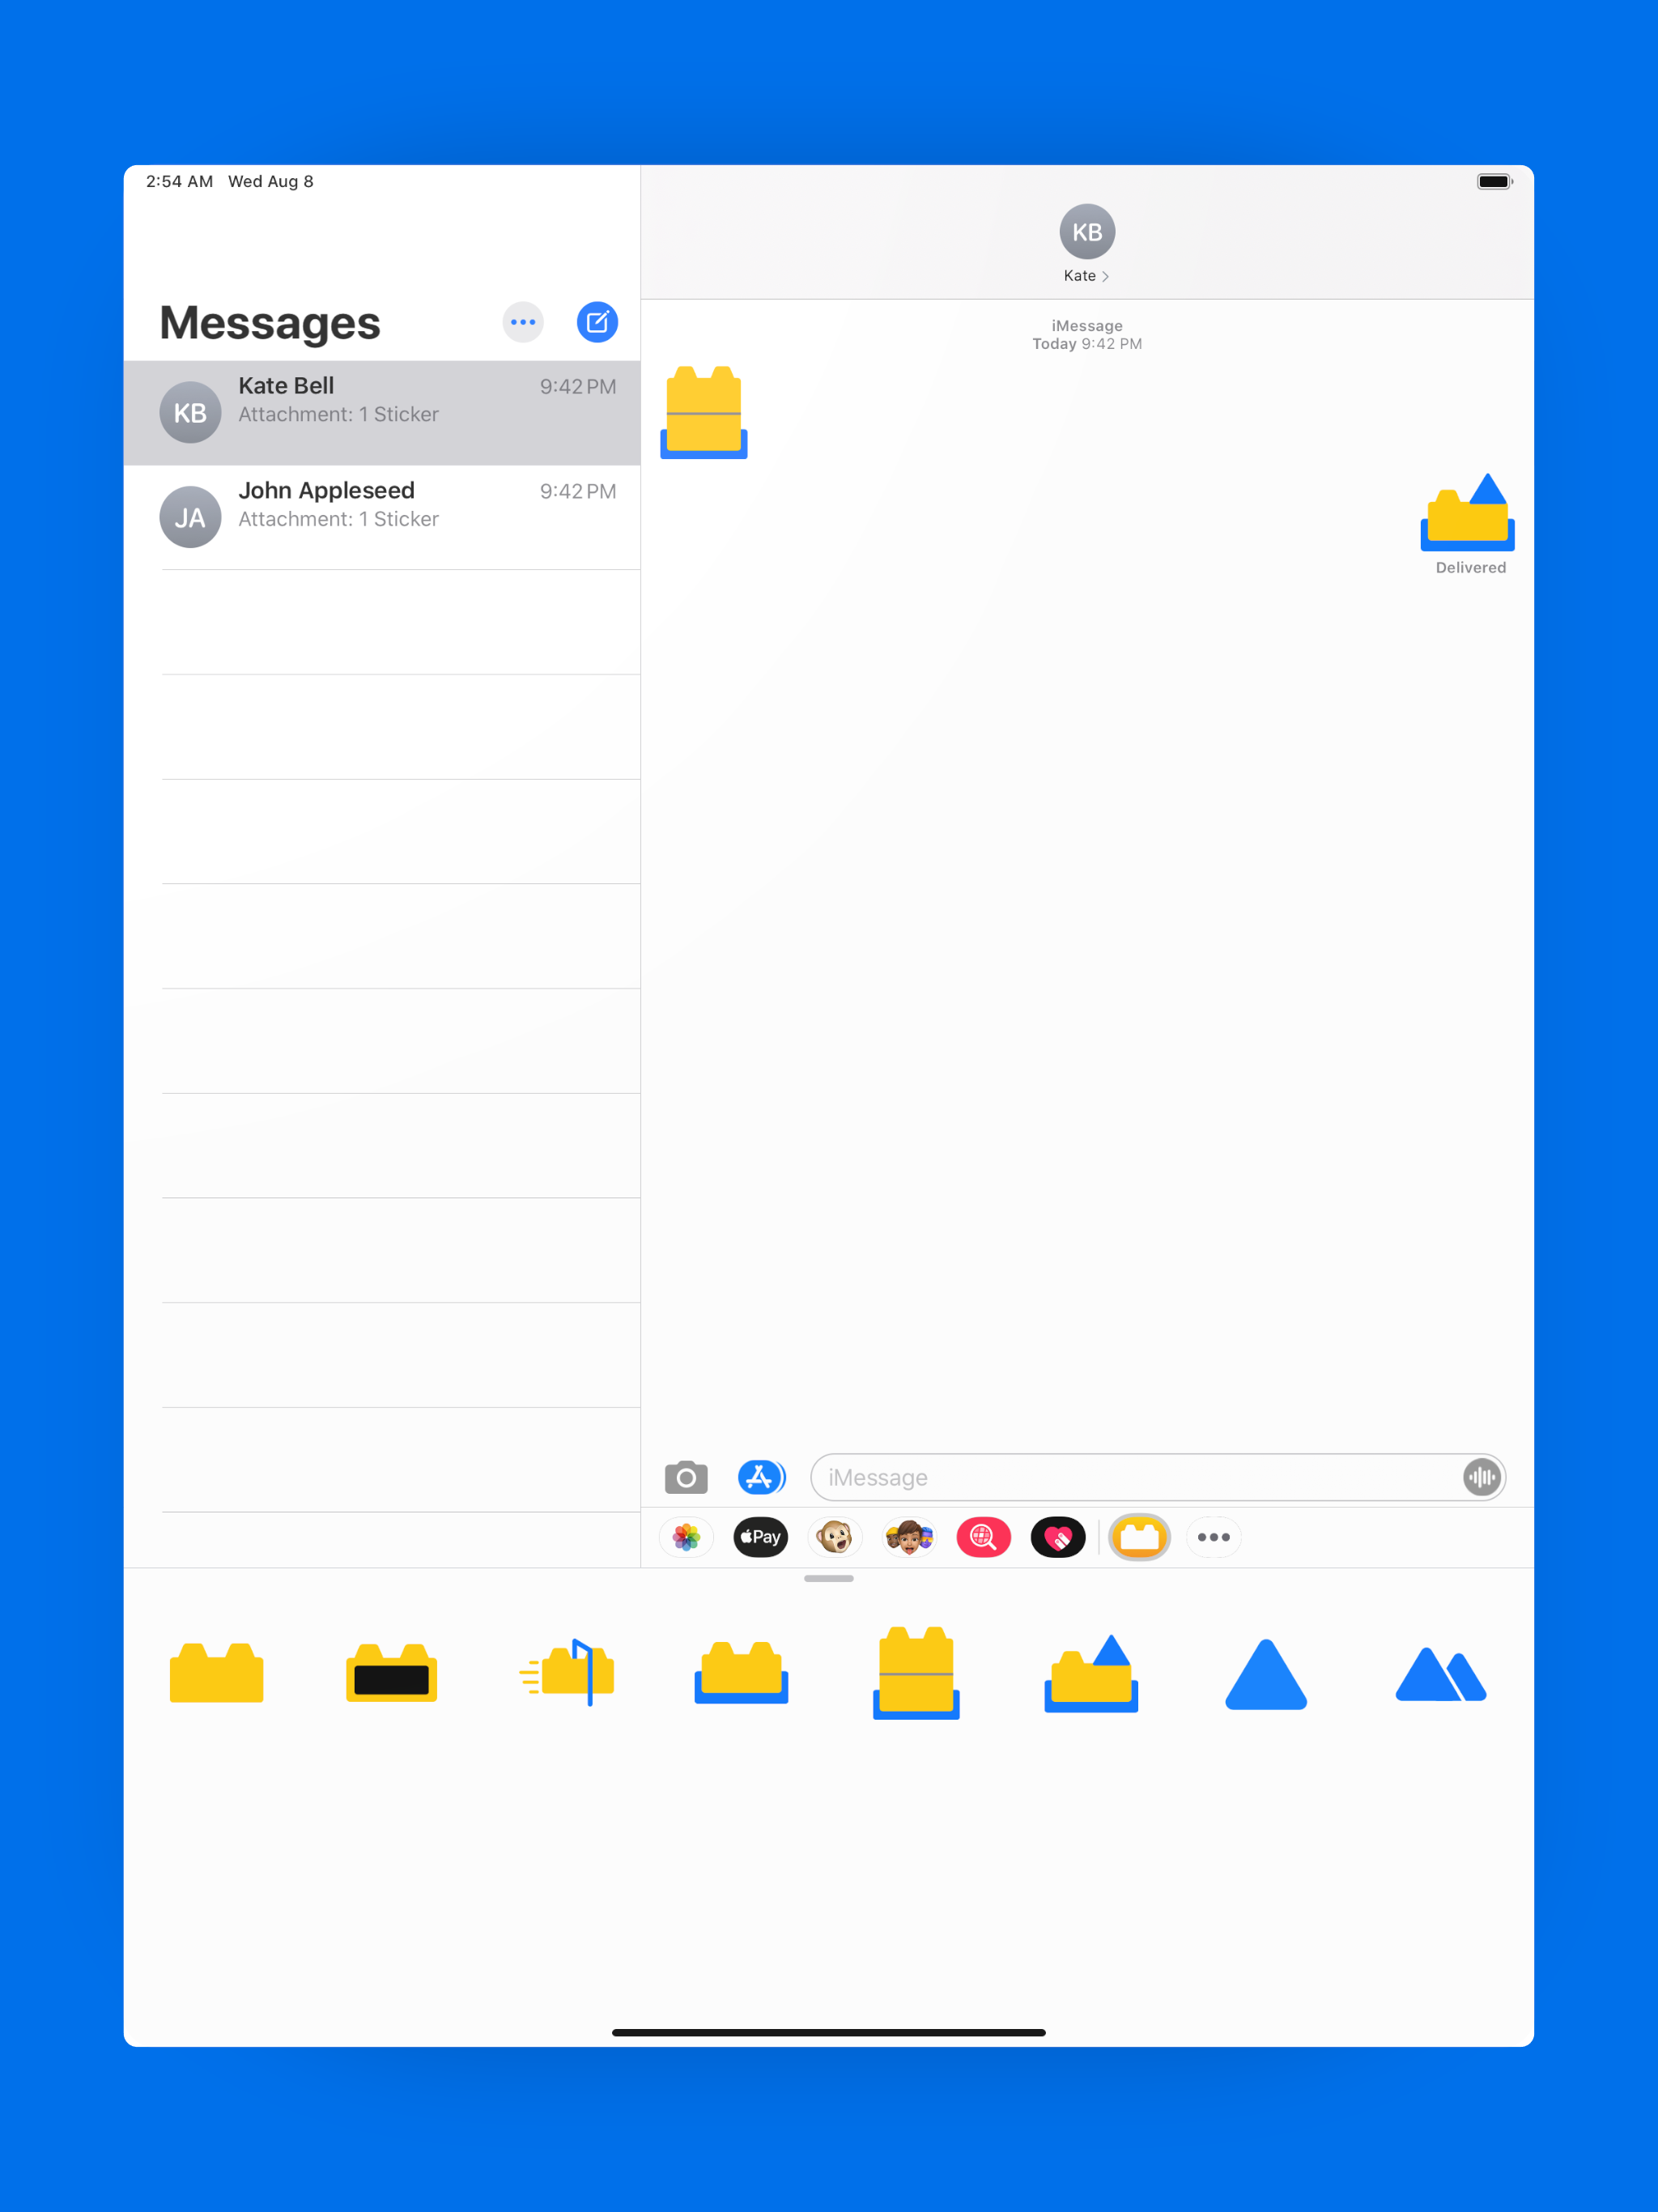 2:54 AM Wed Aug 8
KB
Kate
Messages
iMessage
Today 9:42 PM
KB
Kate Bell 9:42 PM
Attachment: 1 Sticker
JA
John Appleseed 9:42 PM
Attachment: 1 Sticker
Delivered
iMessage
Pay